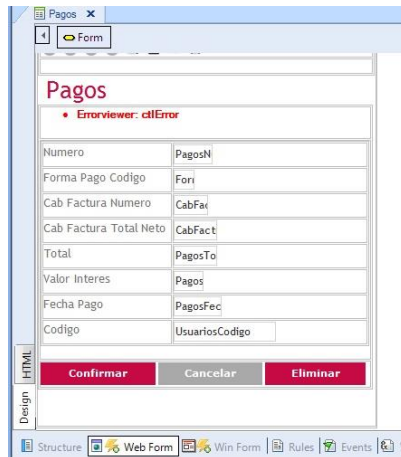 Pagos
Form
Pagos
Errorviewer: ctlError
Numero PagosN
Forma Pago Codigo
Cab Factura Numero CabFac
Cab Factura Total Neto CabFact
Total PagosTo
Valor Interes Pagos
Fecha Pago PagosFec
Codigo UsuariosCodigo
Confirmar Cancelar Eliminar
HTML
Design
Structure Web Form Win Form Rules Events